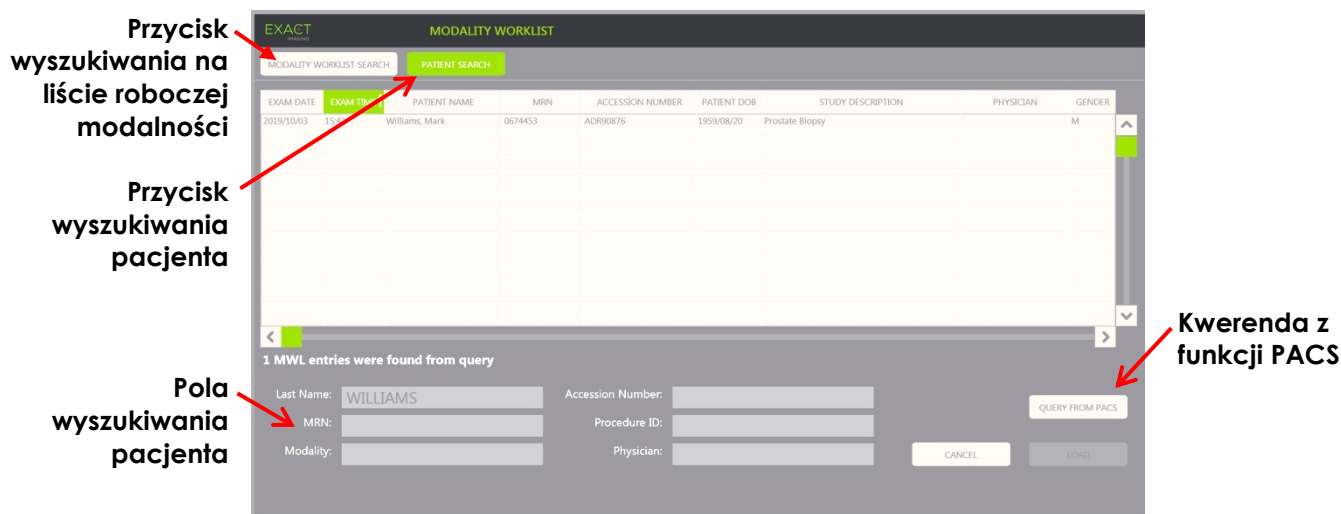 Przycisk
wyszukiwania na
liście roboczej
modalności
Przycisk
wyszukiwania
pacjenta
Pola
wyszukiwania
pacjenta
EXACT
IMAGING
MODALITY WORKLIST
MODALITY WORKLIST SEARCH PATIENT SEARCH
EXAM DATE EXAM TIME PATIENT NAME MRN ACCESSION NUMBER PATIENT DOB STUDY DESCRIPTION PHYSICIAN GENDER
2019/10/03 Williams, Mark 0674453 ADR90876 1959/08/20 Prostate Biopsy M
1 MWL entries were found from query
Last Name: WILLIAMS Accession Number:
MRN: Procedure ID:
Modality: Physician:
QUERY FROM PACS
CANCEL LOAD
Kwerenda z
funkcji PACS